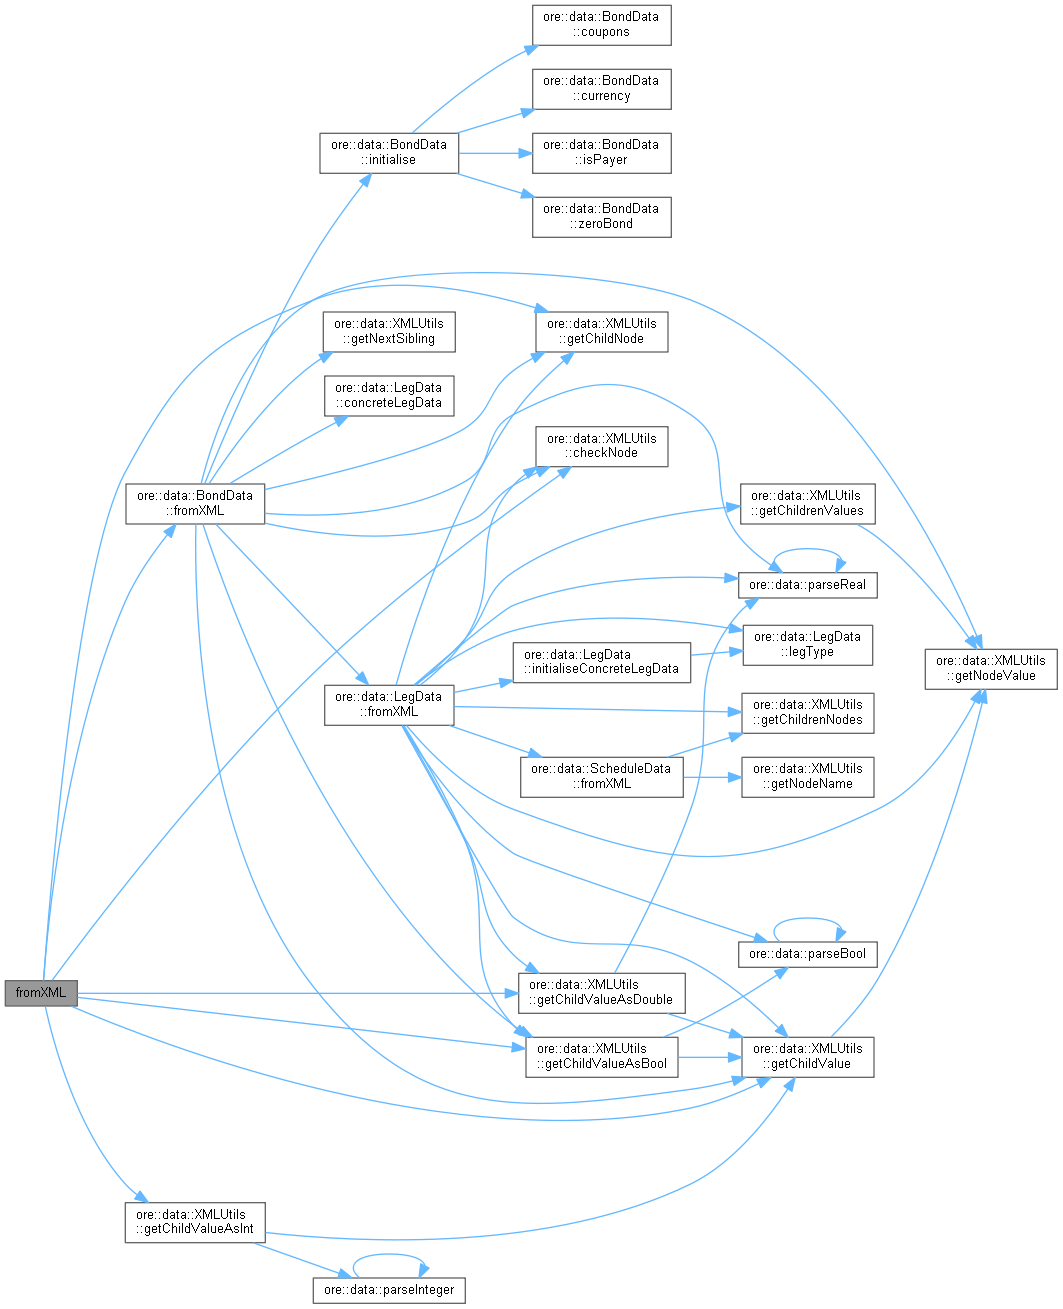 ore::data::BondData
::coupons
ore::data::BondData
::currency
ore::data::BondData
::initialise
ore::data::BondData
::isPayer
ore::data::BondData
::zeroBond
ore::data::XMLUtils
::getNextSibling
ore::data::XMLUtils
::getChildNode
ore::data::LegData
::concreteLegData
ore::data::XMLUtils
::checkNode
ore::data::BondData
::fromXML
ore::data::XMLUtils
::getChildrenValues
ore::data::parseReal
ore::data::LegData
::legType
ore::data::LegData
::initialiseConcreteLegData
ore::data::XMLUtils
::getNodeValue
ore::data::LegData
::fromXML
ore::data::XMLUtils
::getChildrenNodes
ore::data::ScheduleData
::fromXML
ore::data::XMLUtils
::getNodeName
ore::data::parseBool
fromXML
ore::data::XMLUtils
::getChildValueAsDouble
ore::data::XMLUtils
::getChildValueAsBool
ore::data::XMLUtils
::getChildValue
ore::data::XMLUtils
::getChildValueAsInt
ore::data::parseInteger